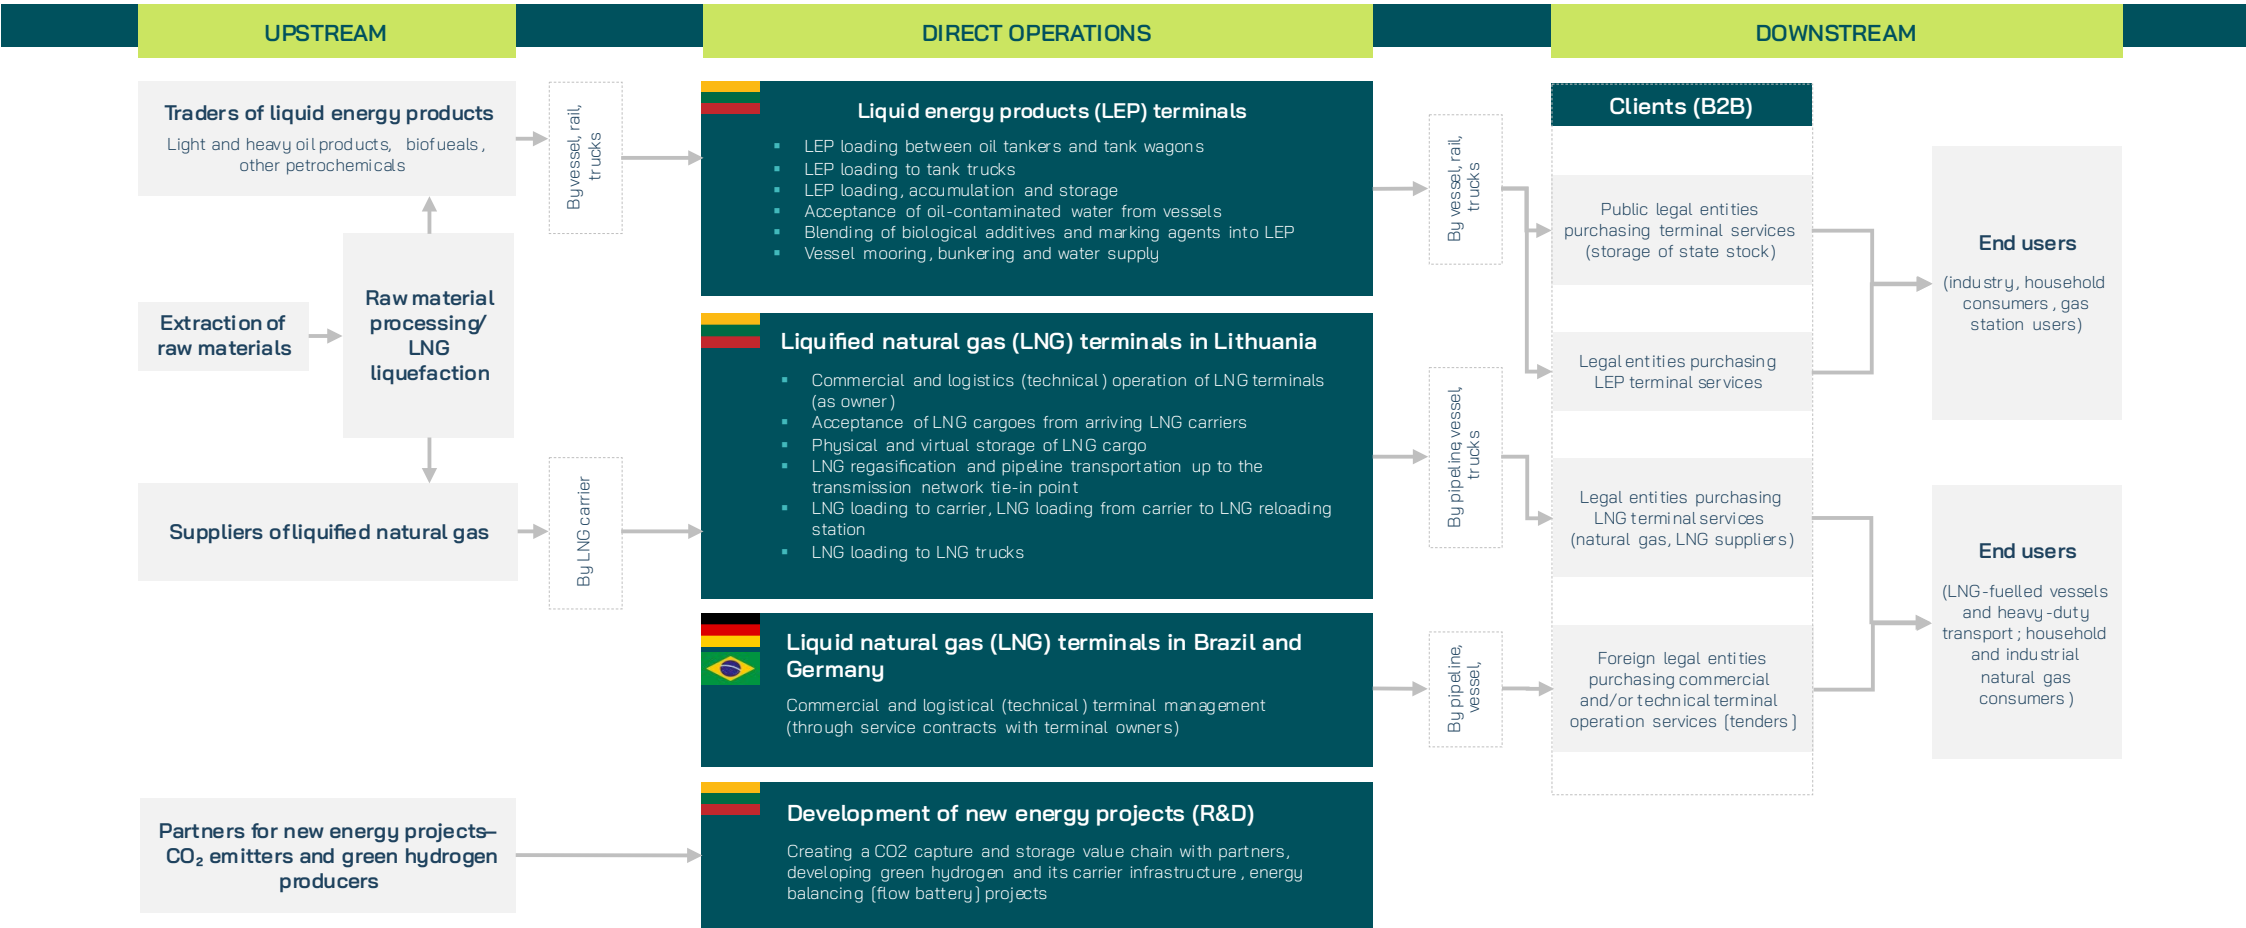 UPSTREAM
DIRECT OPERATIONS
DOWNSTREAM
Traders of liquid energy products
Light and heavy oil products, biofueals,
other petrochemicals
Extraction of
raw materials
Raw material
processing/
LNG
liquefaction
Suppliers of liquified natural gas
Partners for new energy projects–
CO₂ emitters and green hydrogen
producers
By vessel, rail,
trucks
By LNG carrier
Liquid energy products (LEP) terminals
▪ LEP loading between oil tankers and tank wagons
▪ LEP loading to tank trucks
▪ LEP loading, accumulation and storage
▪ Acceptance of oil-contaminated water from vessels
▪ Blending of biological additives and marking agents into LEP
▪ Vessel mooring, bunkering and water supply
Liquified natural gas (LNG) terminals in Lithuania
▪ Commercial and logistics (technical) operation of LNG terminals
(as owner)
▪ Acceptance of LNG cargoes from arriving LNG carriers
▪ Physical and virtual storage of LNG cargo
▪ LNG regasification and pipeline transportation up to the
transmission network tie-in point
▪ LNG loading to carrier, LNG loading from carrier to LNG reloading
station
▪ LNG loading to LNG trucks
Liquid natural gas (LNG) terminals in Brazil and
Germany
Commercial and logistical (technical) terminal management
(through service contracts with terminal owners)
Development of new energy projects (R&D)
Creating a CO2 capture and storage value chain with partners,
developing green hydrogen and its carrier infrastructure, energy
balancing [flow battery] projects
By vessel, rail,
trucks
By pipeline, vessel,
trucks
By pipeline,
vessel,
Clients (B2B)
Public legal entities
purchasing terminal services
(storage of state stock)
Legal entities purchasing
LEP terminal services
Legal entities purchasing
LNG terminal services
(natural gas, LNG suppliers)
Foreign legal entities
purchasing commercial
and/or technical terminal
operation services [tenders]
End users
(industry, household
consumers, gas
station users)
End users
(LNG-fuelled vessels
and heavy-duty
transport; household
and industrial
natural gas
consumers)